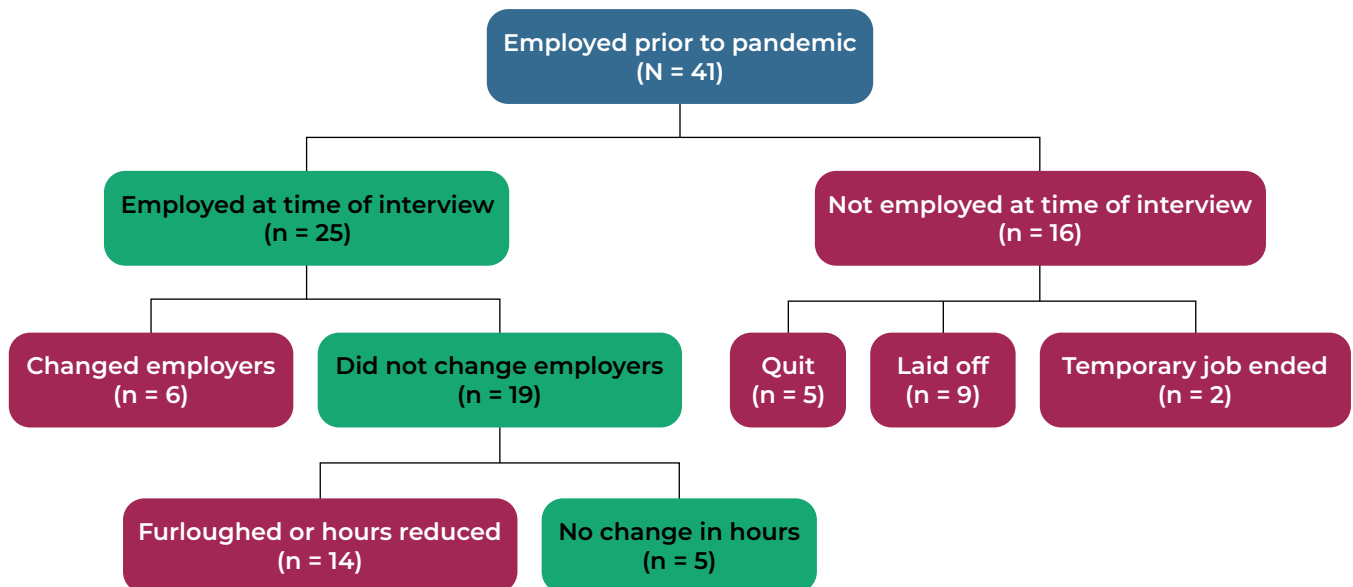 Employed prior to pandemic
(N = 41)
Employed at time of interview
(n = 25)
Not employed at time of interview
(n = 16)
Changed employers
(n = 6)
Did not change employers
(n = 19)
Quit
(n = 5)
Laid off
(n = 9)
Temporary job ended
(n = 2)
Furloughed or hours reduced
(n = 14)
No change in hours
(n = 5)